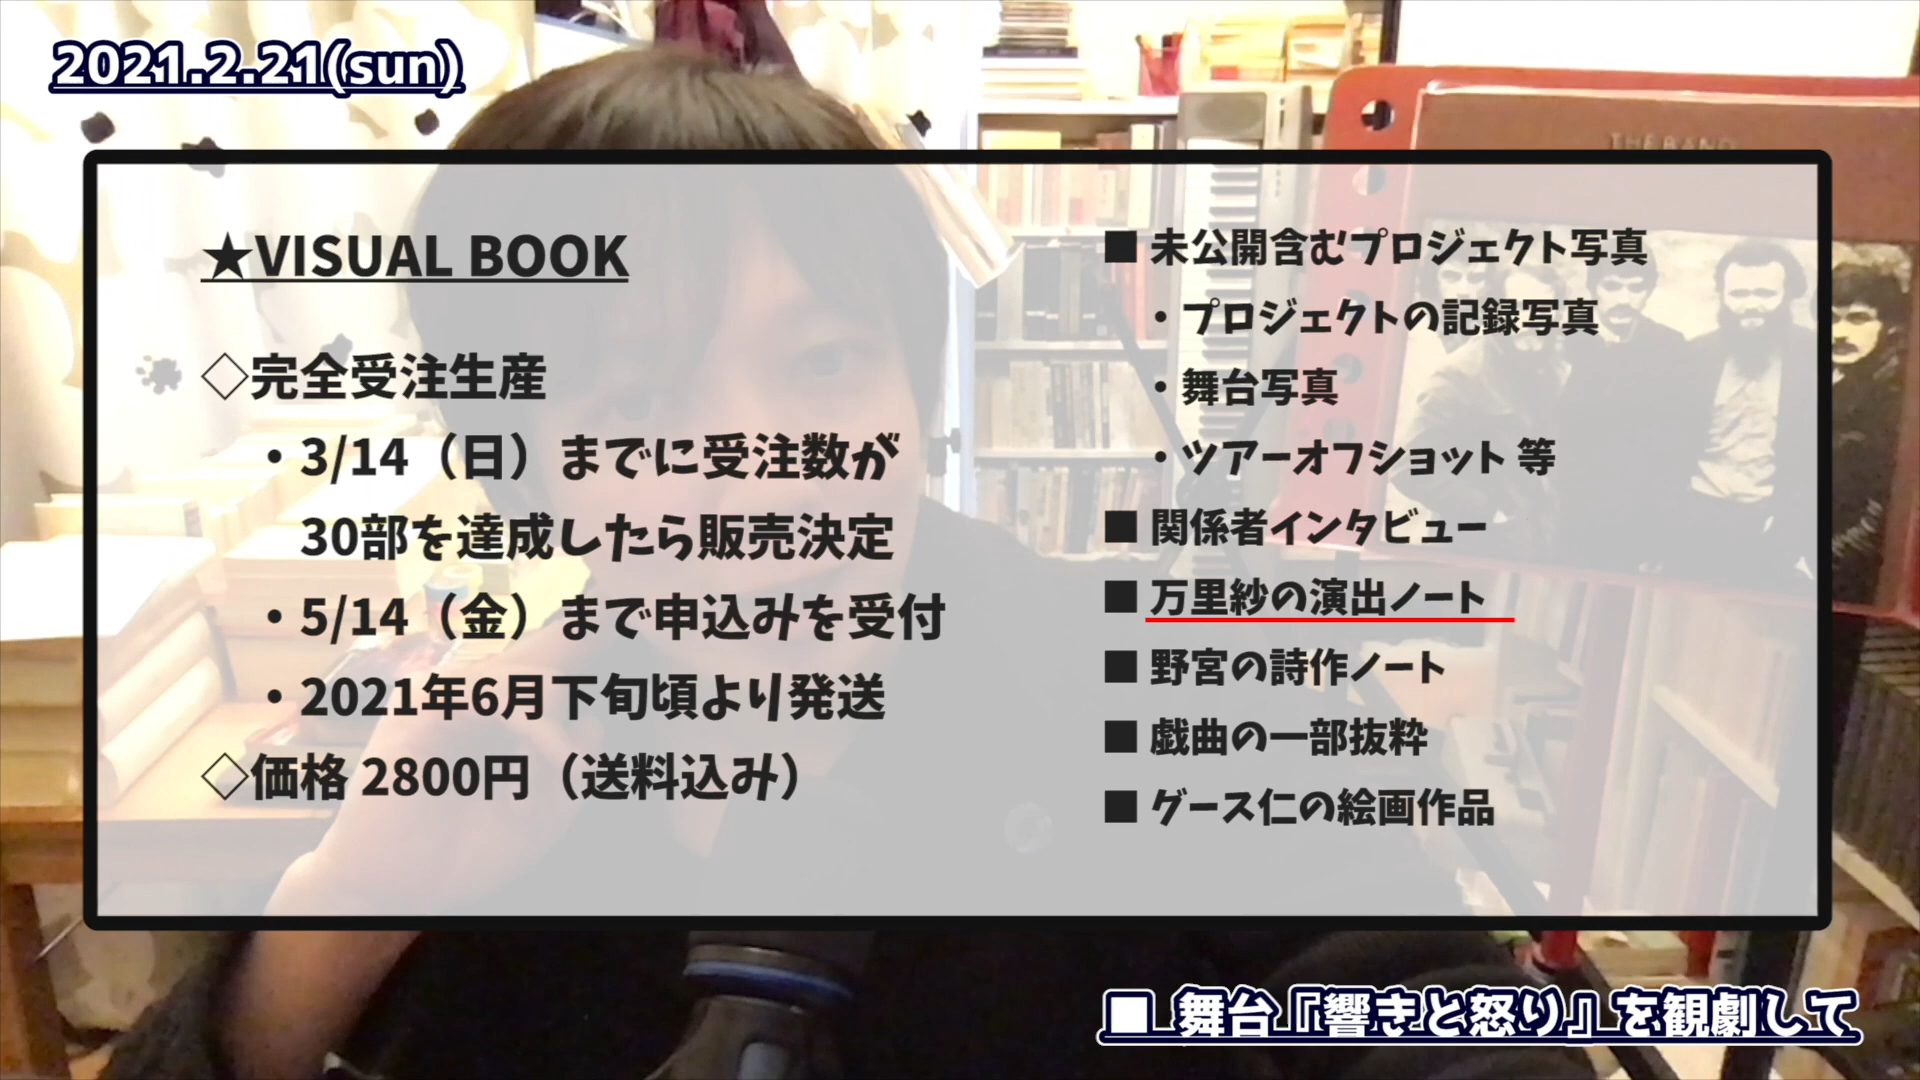 2021.2.21(sun)
THE BAND
★VISUAL BOOK
◇完全受注生産
・3/14（日）までに受注数が
30部を達成したら販売決定
・5/14（金）まで申込みを受付
・2021年6月下旬頃より発送
◇価格 2800円（送料込み）
■ 未公開含むプロジェクト写真
・プロジェクトの記録写真
・舞台写真
・ツアーオフショット 等
■ 関係者インタビュー
■ 万里紗の演出ノート
■ 野宮の詩作ノート
■ 戯曲の一部抜粋
■ グース仁の絵画作品
■ 舞台『響きと怒り』を観劇して